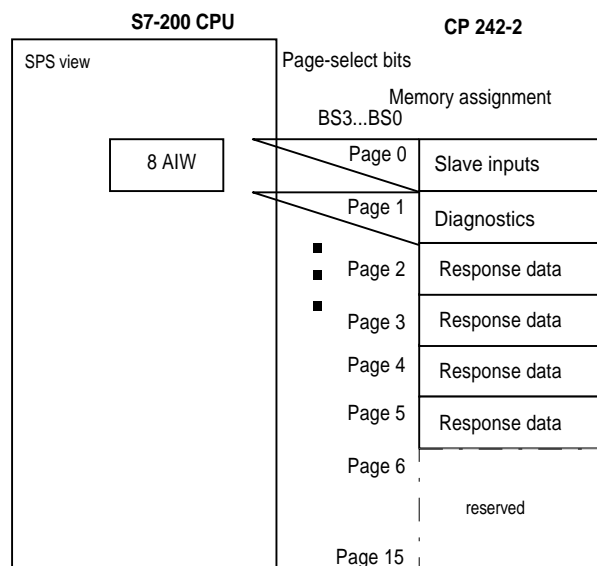 S7-200 CPU
CP 242-2
SPS view
Page-select bits
Memory assignment
BS3...BS0
8 AIW
Page 0
Slave inputs
Page 1
Diagnostics
Page 2
Response data
Page 3
Response data
Page 4
Response data
Page 5
Response data
Page 6
reserved
Page 15